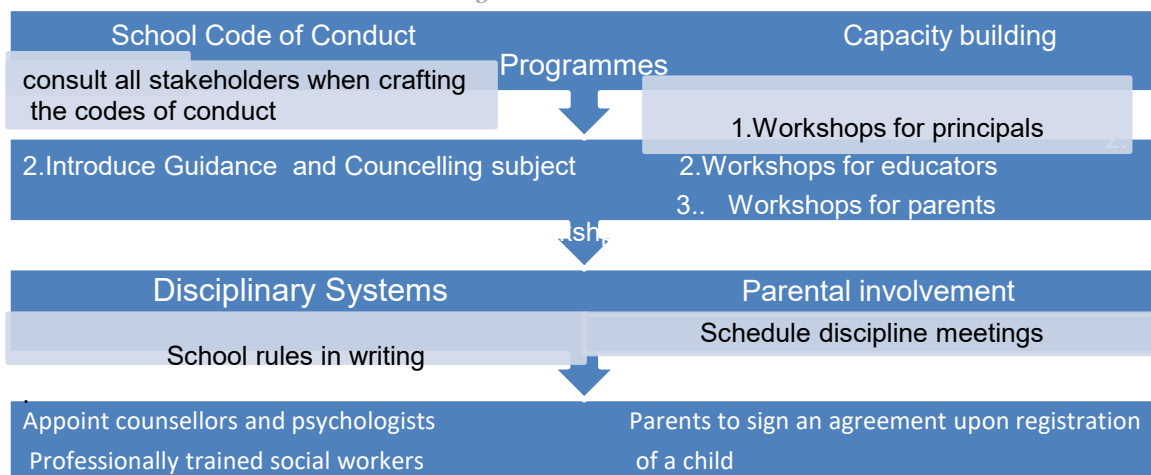 School Code of Conduct Capacity building
Programmes
consult all stakeholders when crafting
the codes of conduct
1.Workshops for principals
2.
2.Introduce Guidance and Councelling subject 2.Workshops for educators
3.. Workshops for parents
Disciplinary Systems Parental involvement
School rules in writing
Schedule discipline meetings
.
Appoint counsellors and psychologists Parents to sign an agreement upon registration
Professionally trained social workers of a child